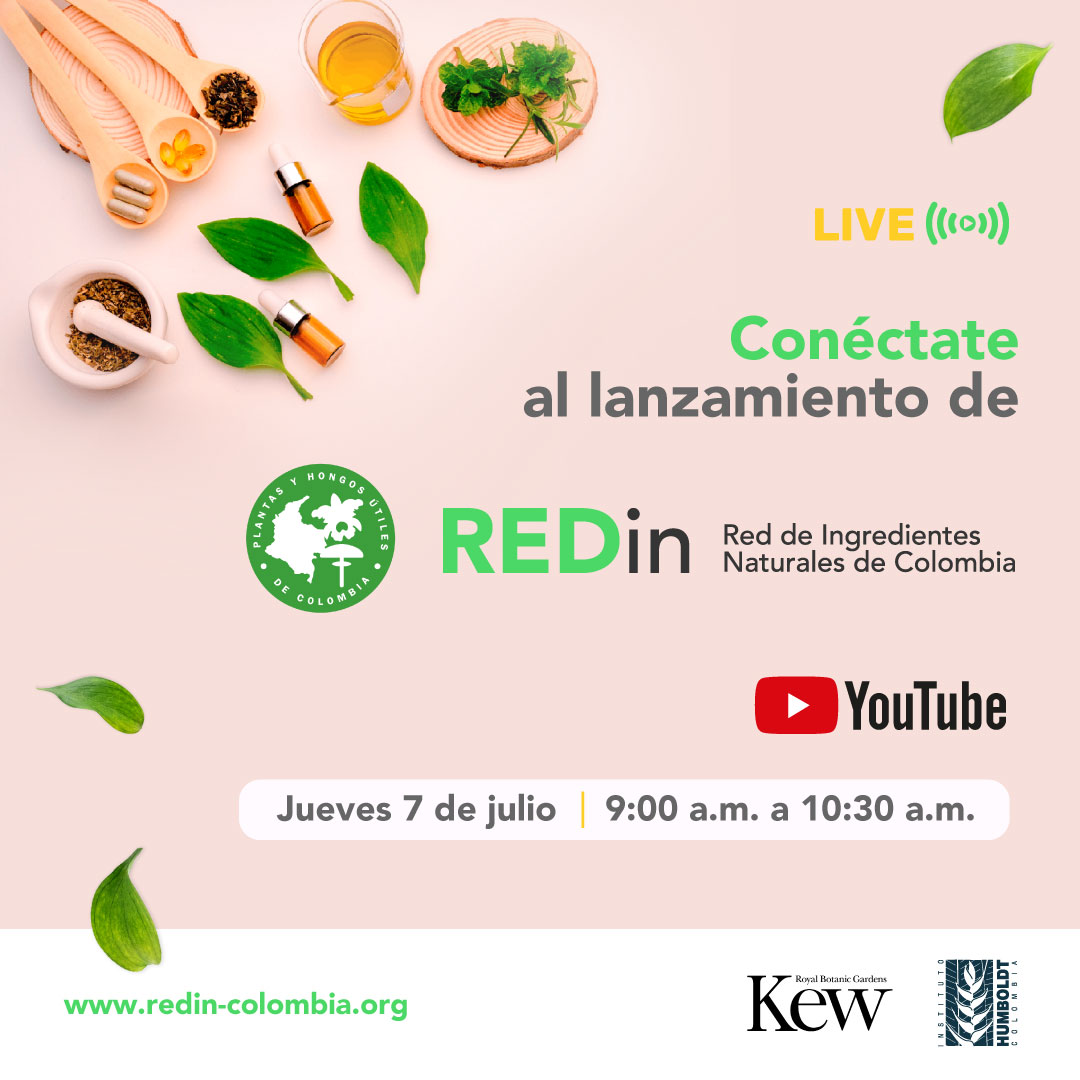 LIVE
Conéctate
al lanzamiento de
PLANTAS Y HONGOS ÚTILES
DE COLOMBIA
REDin
Red de Ingredientes
Naturales de Colombia
YouTube
Jueves 7 de julio | 9:00 a.m. a 10:30 a.m.
www.redin-colombia.org
Royal Botanic Gardens
Kew
INSTITUTO
HUMBOLDT
COLOMBIA